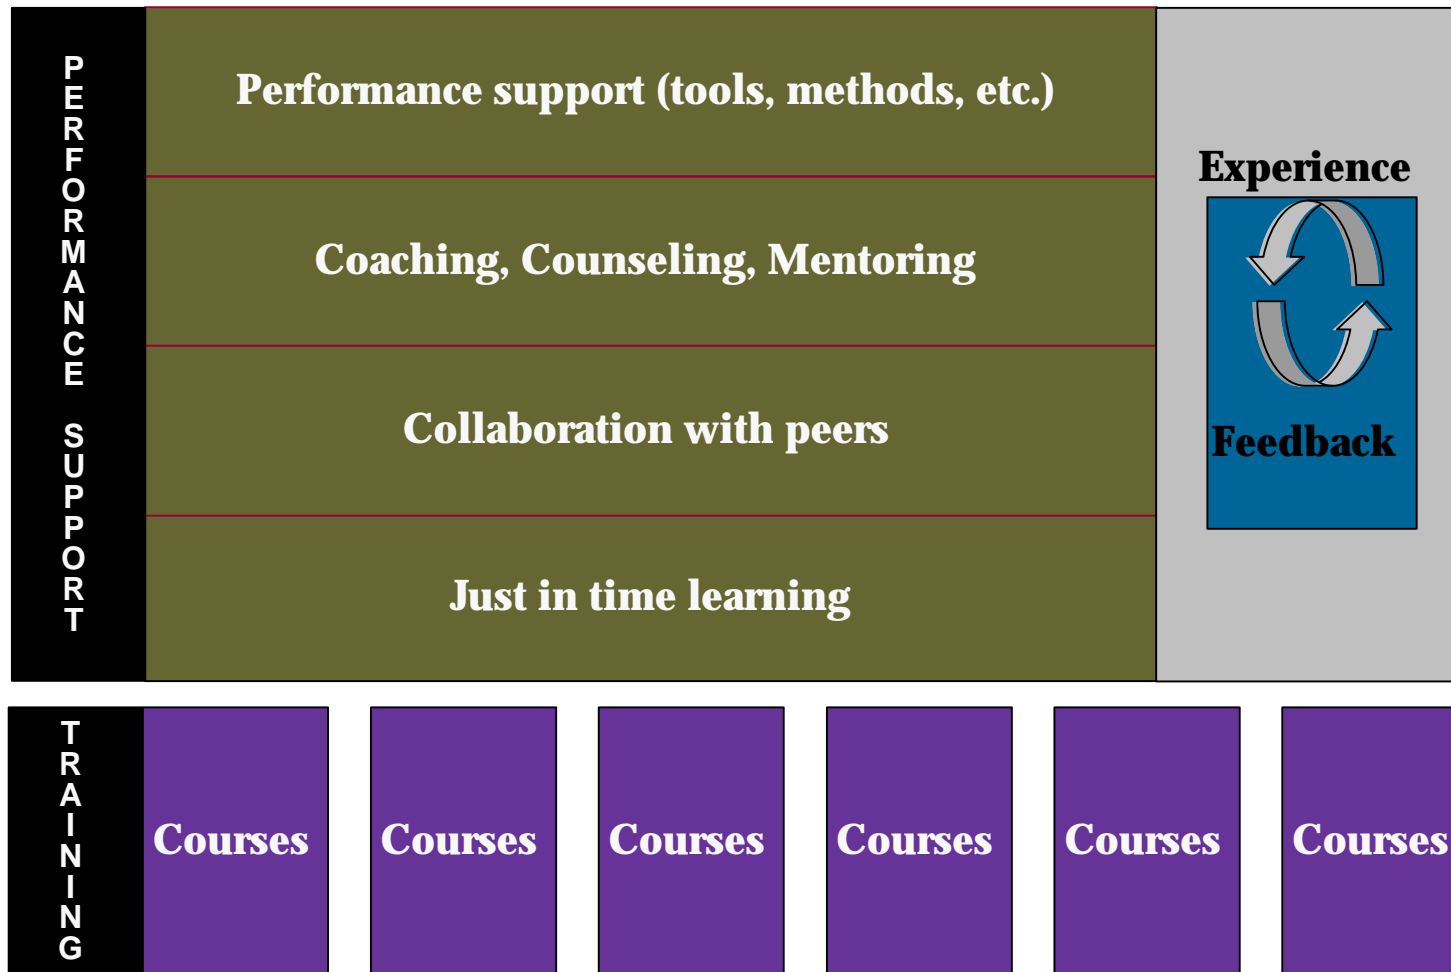 PERFORMANCE SUPPORT
Performance support (tools, methods, etc.)
Coaching, Counseling, Mentoring
Collaboration with peers
Just in time learning
Experience
Feedback
TRAINING
Courses
Courses
Courses
Courses
Courses
Courses